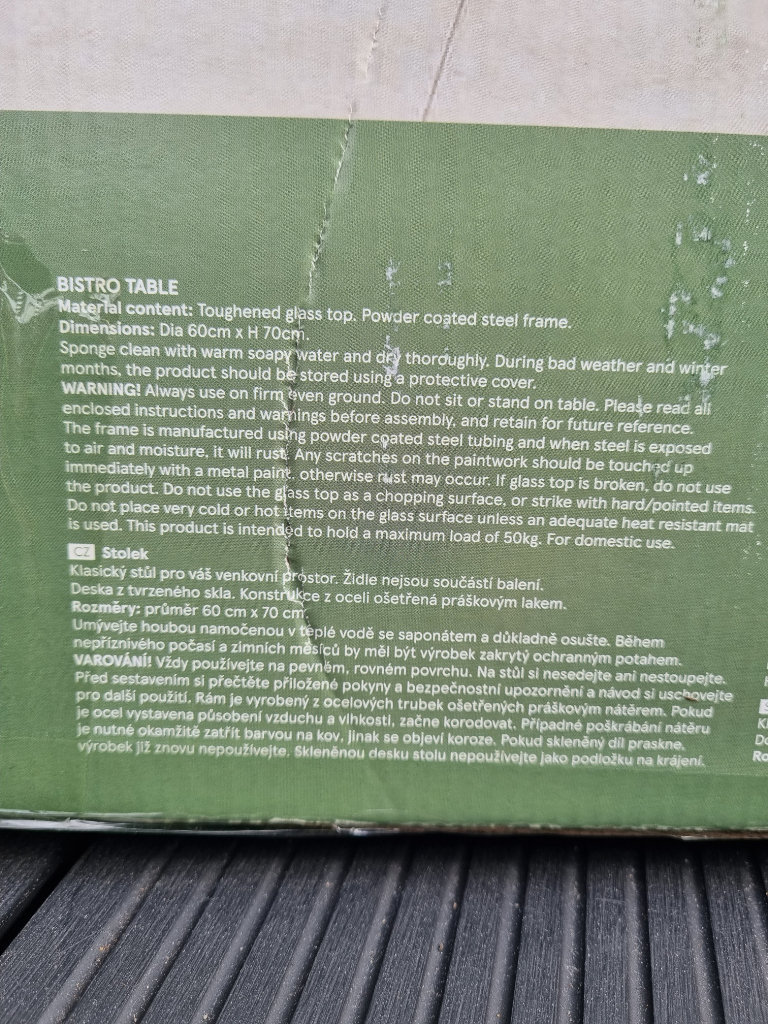 BISTRO TABLE
Material content: Toughened glass top. Powder coated steel frame.
Dimensions: Dia 60cm x H 70cm.
Sponge clean with warm soapy water and dry thoroughly. During bad weather and winter
months, the product should be stored using a protective cover.
WARNING! Always use on firm even ground. Do not sit or stand on table. Please read all
enclosed instructions and warnings before assembly, and retain for future reference.
The frame is manufactured using powder coated steel tubing and when steel is exposed
to air and moisture, it will rust. Any scratches on the paintwork should be touched up
immediately with a metal paint, otherwise rust may occur. If glass top is broken, do not use
the product. Do not use the glass top as a chopping surface, or strike with hard/pointed items.
Do not place very cold or hot items on the glass surface unless an adequate heat resistant mat
is used. This product is intended to hold a maximum load of 50kg. For domestic use.
CZ Stolek
Klasický stůl pro váš venkovní prostor. Židle nejsou součástí balení.
Deska z tvrzeného skla. Konstrukce z oceli ošetřená práškovým lakem.
Rozměry: průměr 60 cm x 70 cm.
Umývejte houbou namočenou v teplé vodě se saponátem a důkladně osušte. Během
nepříznivého počasí a zimních měsíců by měl být výrobek zakrytý ochranným potahem.
VAROVÁNÍ! Vždy používejte na pevném, rovném povrchu. Na stůl si nesedejte ani nestoupejte.
Před sestavením si přečtěte přiložené pokyny a bezpečnostní upozornění a návod si uschovejte
pro další použití. Rám je vyrobený z ocelových trubek ošetřených práškovým nátěrem. Pokud
je ocel vystavena působení vzduchu a vlhkosti, začne korodovat. Případné poškrábání nátěru
je nutné okamžitě zatřít barvou na kov, jinak se objeví koroze. Pokud skleněný díl praskne,
výrobek již znovu nepoužívejte. Skleněnou desku stolu nepoužívejte jako podložku na krájení.